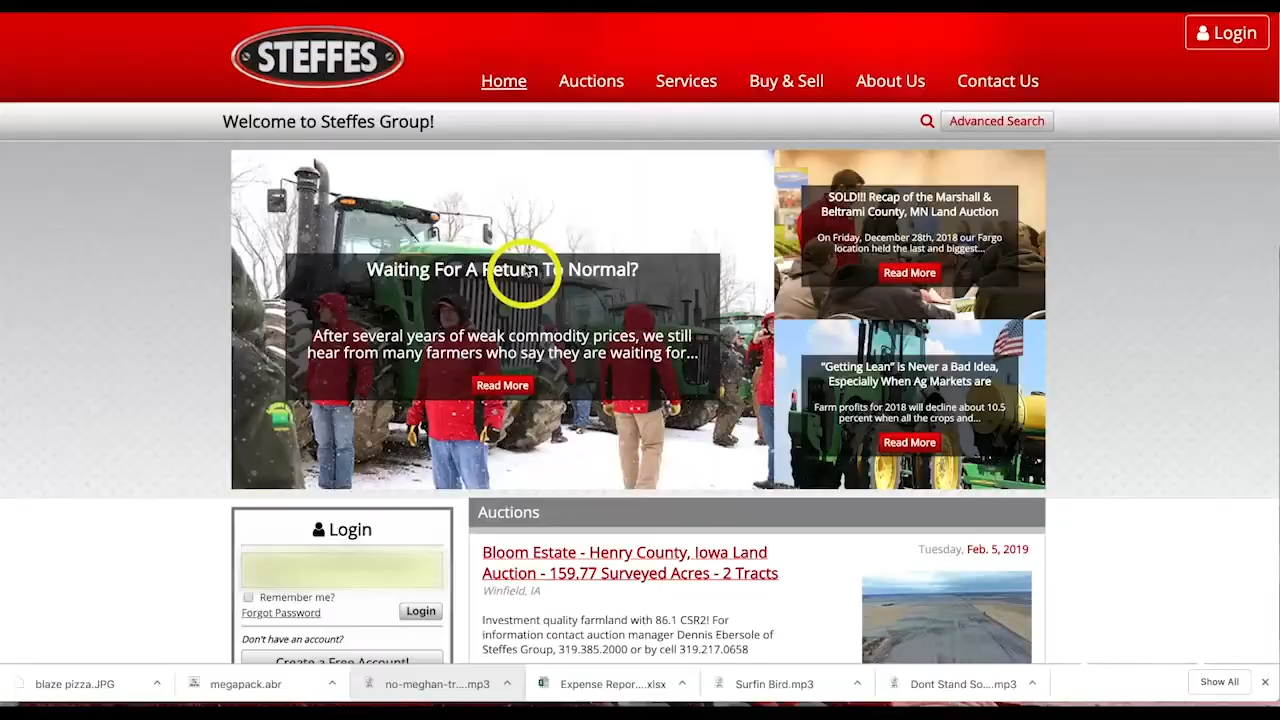 STEFFES
Login
Home
Auctions
Services
Buy & Sell
About Us
Contact Us
Welcome to Steffes Group!
Advanced Search
Waiting For A Return To Normal?
After several years of weak commodity prices, we still
hear from many farmers who say they are waiting for...
Read More
SOLD!!! Recap of the Marshall &
Beltrami County, MN Land Auction
On Friday, December 28th, 2018 our Fargo
location held the last and biggest...
Read More
"Getting Lean" is Never a Bad Idea,
Especially When Ag Markets are
Farm profits for 2018 will decline about 10.5
percent when all the crops and...
Read More
Login
Remember me?
Forgot Password
Login
Don't have an account?
Create a Free Account!
Auctions
Bloom Estate - Henry County, Iowa Land
Auction - 159.77 Surveyed Acres - 2 Tracts
Tuesday, Feb. 5, 2019
Winfield, IA
Investment quality farmland with 86.1 CSR2! For
information contact auction manager Dennis Ebersole of
Steffes Group, 319.385.2000 or by cell 319.217.0658
blaze pizza.JPG
megapack.abr
no-meghan-tr....mp3
Expense Repor....xlsx
Surfin Bird.mp3
Dont Stand So....mp3
Show All